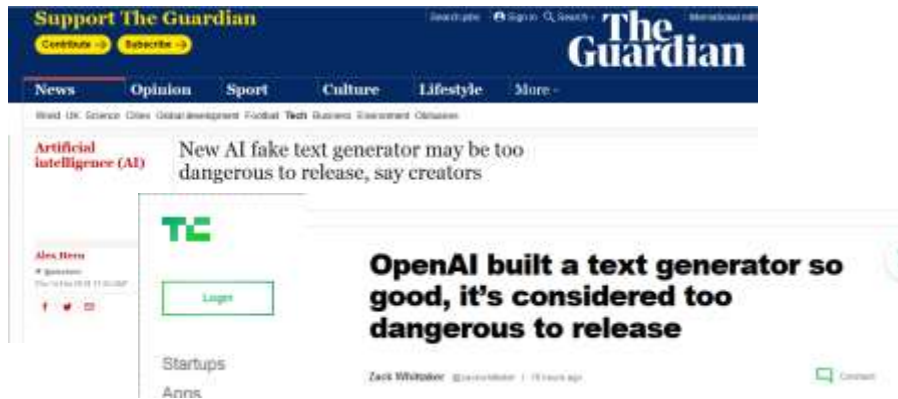 Support The Guardian
Contribute → Subscribe →
Search jobs Sign in Search
The
Guardian
News Opinion Sport Culture Lifestyle More
World UK Science Cities Global development Football Tech Business Environment Obituaries
Artificial
intelligence (AI)
New AI fake text generator may be too
dangerous to release, say creators
Alex Hern
TC
Login
Startups
Apps
OpenAI built a text generator so
good, it's considered too
dangerous to release
Zack Whittaker
Comment